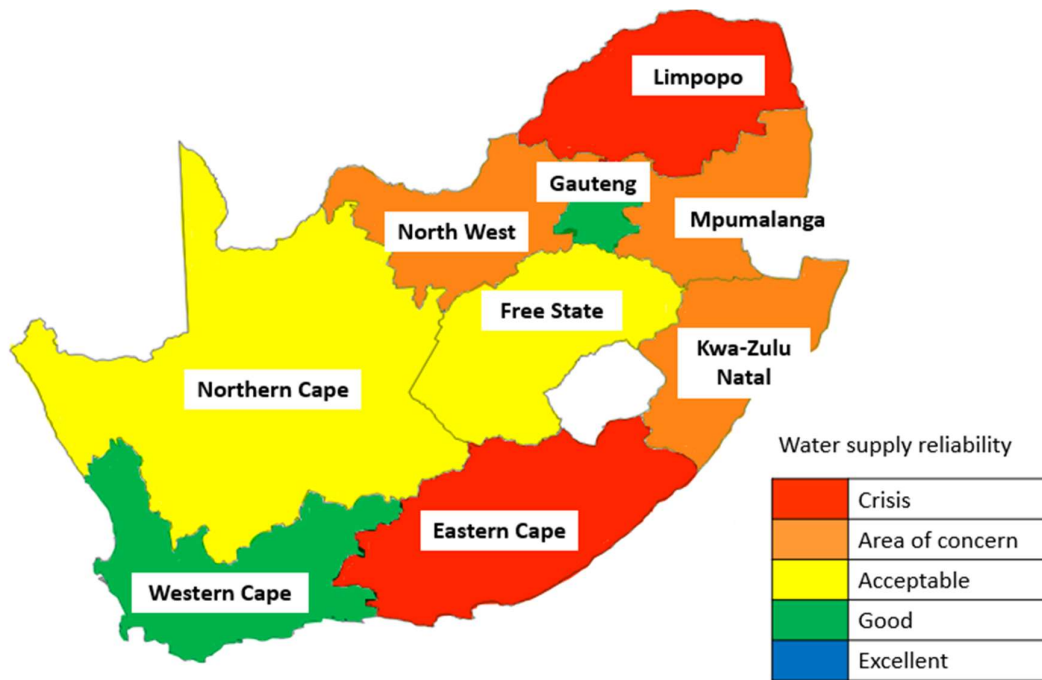 Limpopo
Gauteng
North West
Mpumalanga
Free State
Kwa-Zulu
Natal
Northern Cape
Eastern Cape
Western Cape
Water supply reliability
Crisis
Area of concern
Acceptable
Good
Excellent